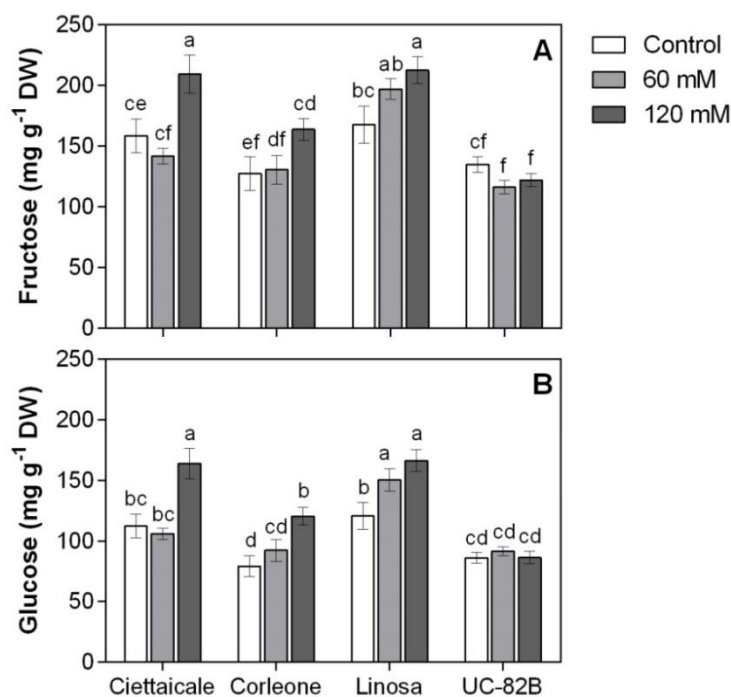 250
200
150
100
50
0
Fructose (mg g⁻¹ DW)
A
ce
cf
a
ef
df
cd
bc
ab
a
cf
f
f
Control
60 mM
120 mM
250
200
150
100
50
0
Glucose (mg g⁻¹ DW)
B
bc
bc
a
d
cd
b
b
a
a
cd
cd
cd
Ciettaicale
Corleone
Linosa
UC-82B